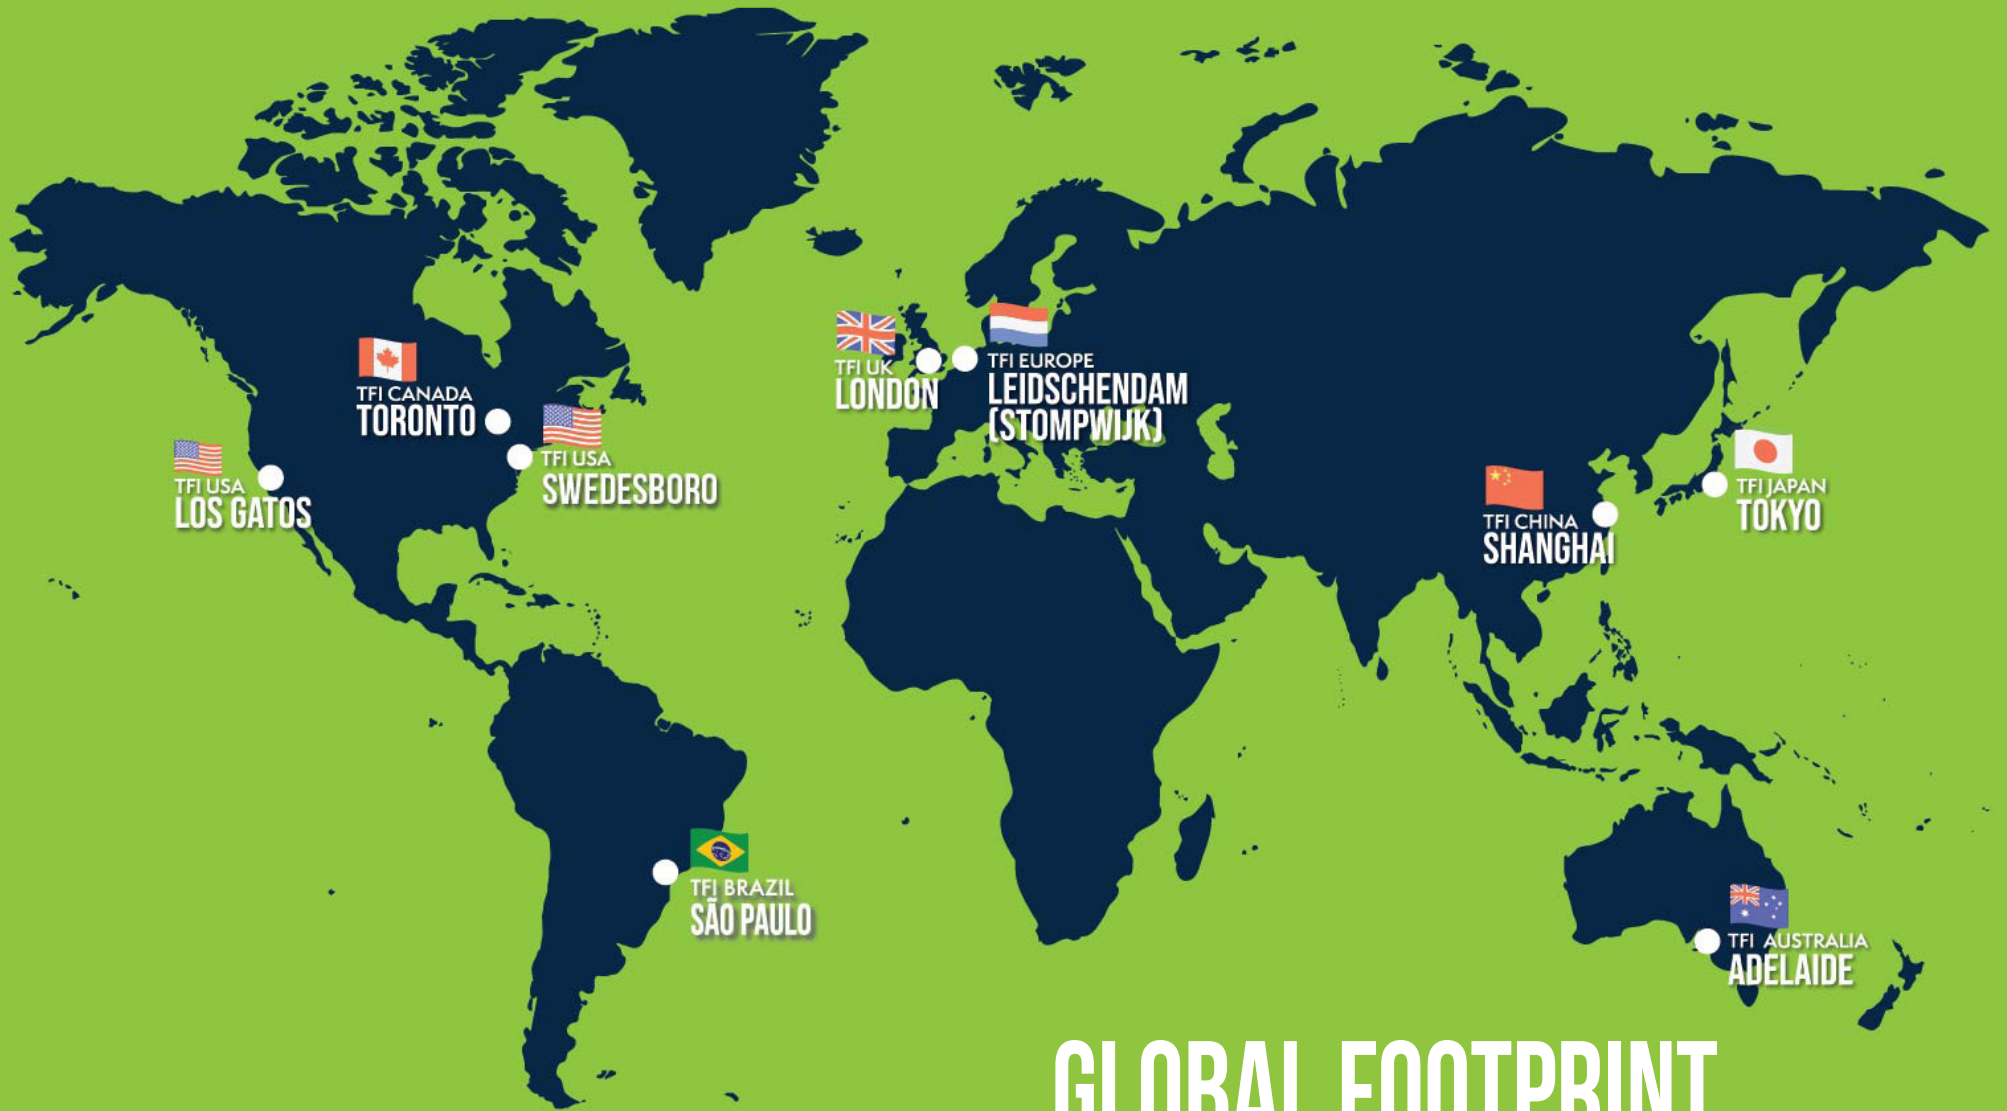 TFI CANADA
TORONTO
TFI USA
SWEDESBORO
TFI USA
LOS GATOS
TFI UK
LONDON
TFI EUROPE
LEIDSCHENDAM
(STOMPWIJK)
TFI CHINA
SHANGHAI
TFI JAPAN
TOKYO
TFI BRAZIL
SÃO PAULO
TFI AUSTRALIA
ADELAIDE
GLOBAL FOOTPRINT